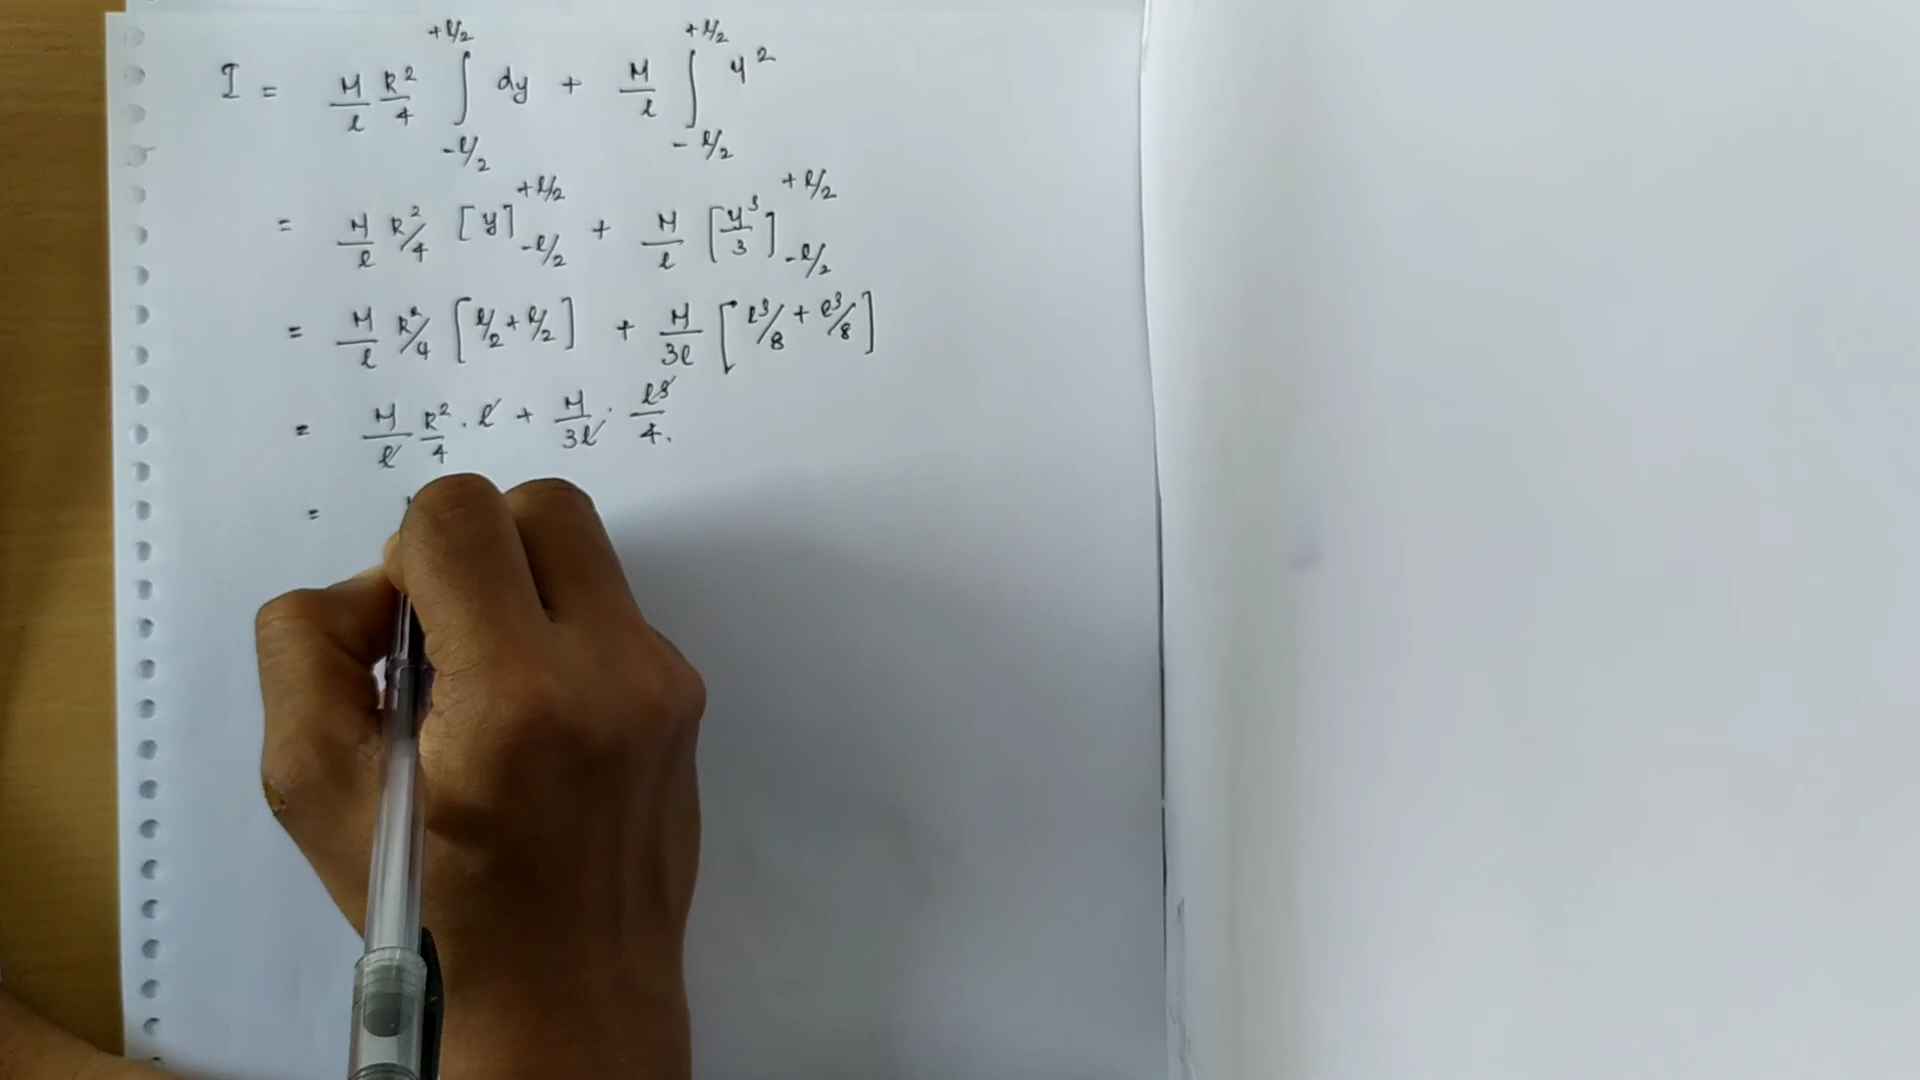 I = M/l R²/4 ∫_{-l/2}^{+l/2} dy + M/l ∫_{-l/2}^{+l/2} y²
= M/l R²/4 [y]_{-l/2}^{+l/2} + M/l [y³/3]_{-l/2}^{+l/2}
= M/l R²/4 [l/2 + l/2] + M/3l [l³/8 + l³/8]
= M/l R²/4 . l + M/3l . l³/4.
=